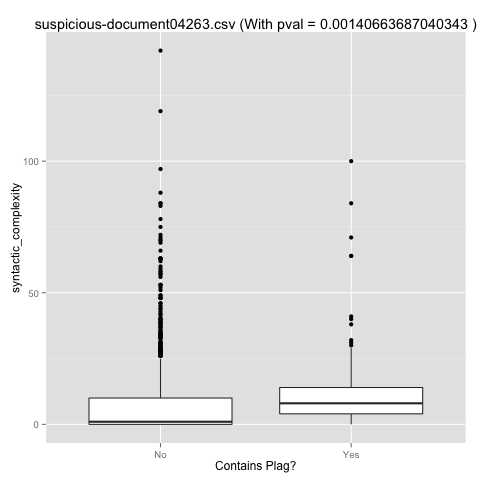 suspicious-document04263.csv (With pval = 0.00140663687040343 )
100
50
0
syntactic_complexity
No
Yes
Contains Plag?